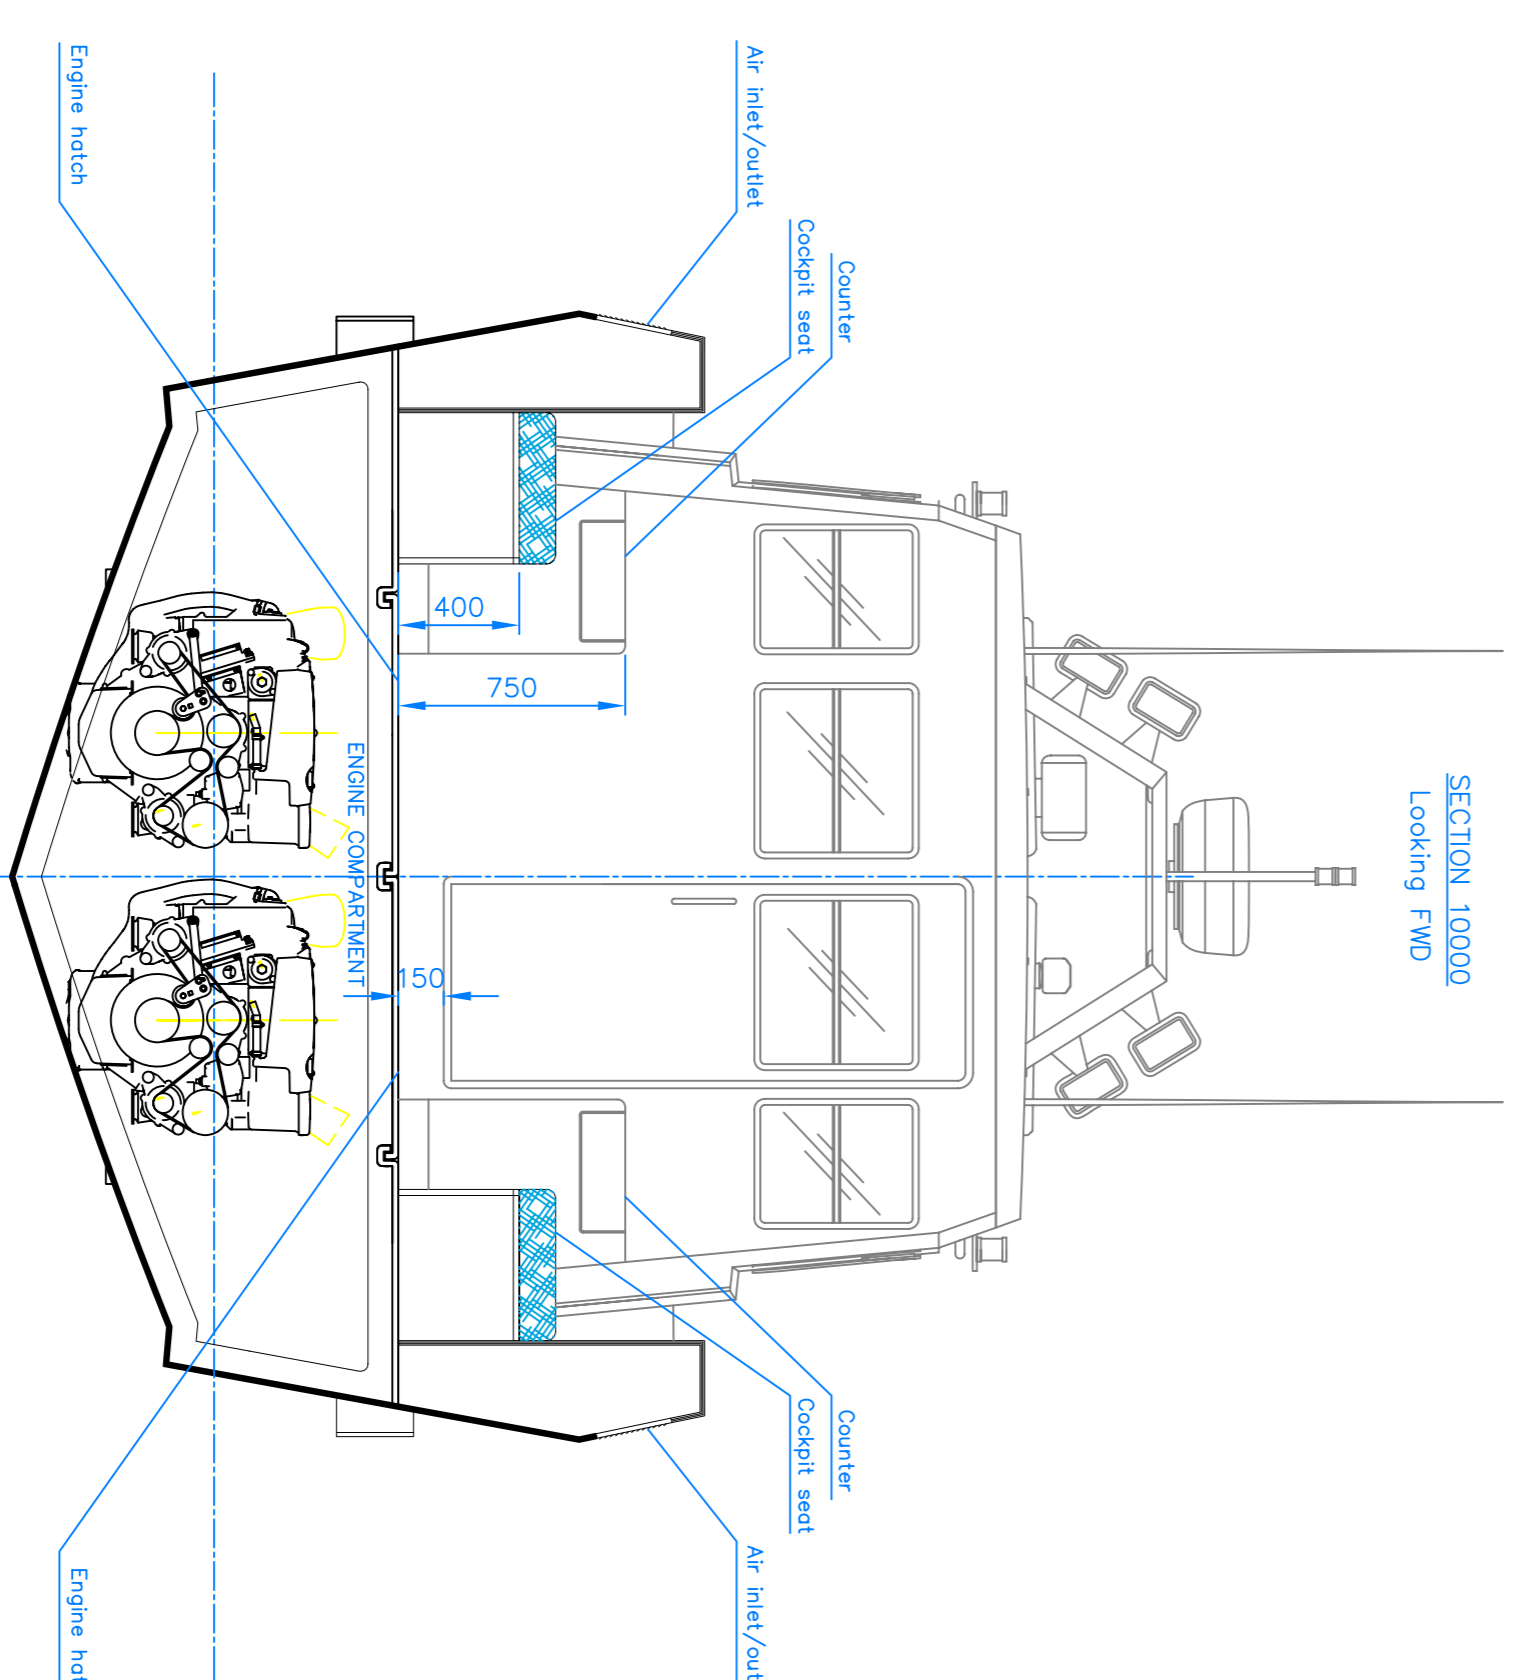 SECTION 10000
Looking FWD
Counter
Cockpit seat
Air inlet/outlet
Counter
Cockpit seat
Air inlet/out
400
750
150
ENGINE COMPARTMENT
Engine hatch
Engine hat